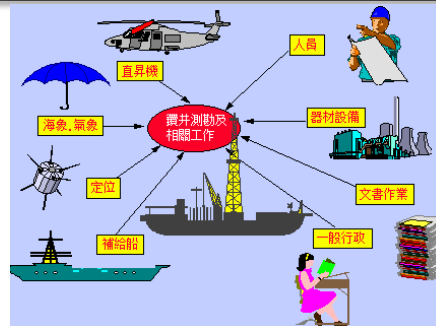 人員
直昇機
鑽井測勘及
相關工作
器材設備
海象.氣象
定位
文書作業
補給船
一般行政